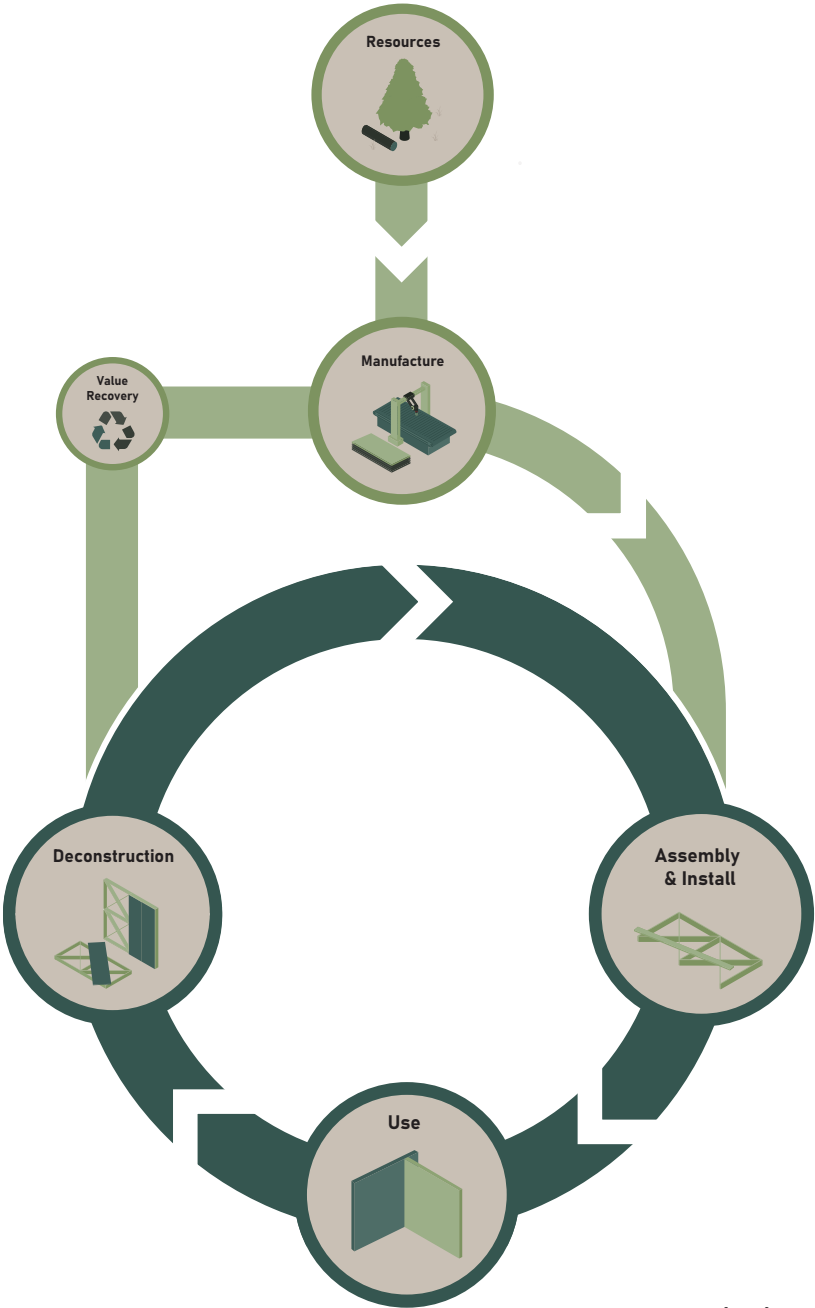 Resources
Manufacture
Value
Recovery
Deconstruction
Assembly
& Install
Use